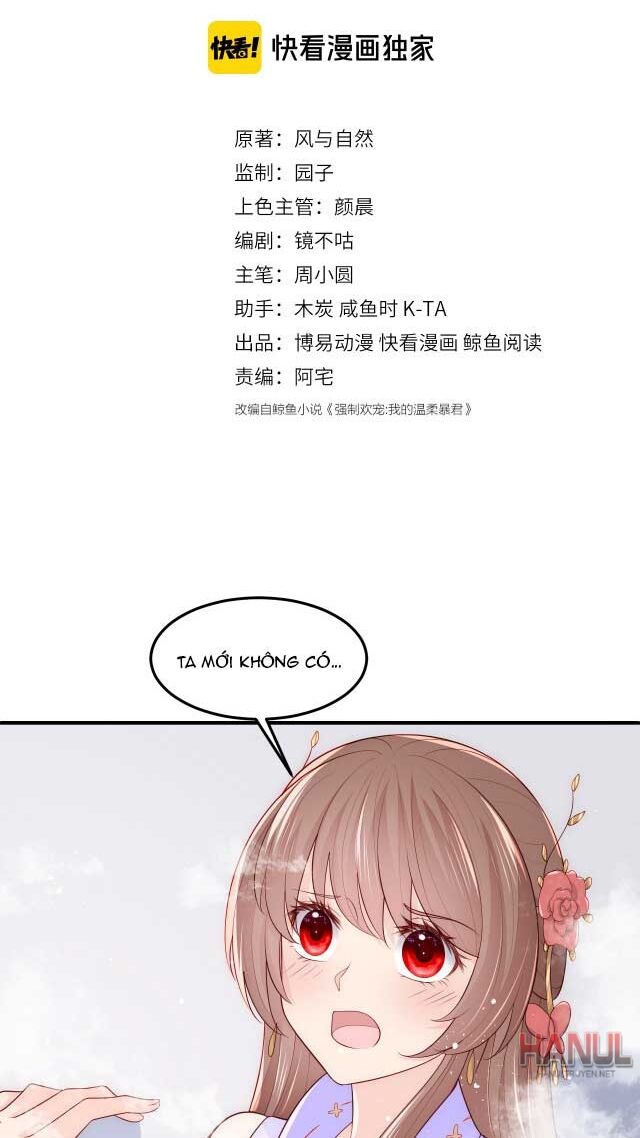 快看! 快看漫画独家
原著：风与自然
监制：园子
上色主管：颜晨
编剧：镜不咕
主笔：周小圆
助手：木炭 咸鱼时 K-TA
出品：博易动漫 快看漫画 鲸鱼阅读
责编：阿宅
改编自鲸鱼小说《强制欢宠:我的温柔暴君》
TA MỚI KHÔNG CÓ...
HANUL
HANULTRUYEN.NET